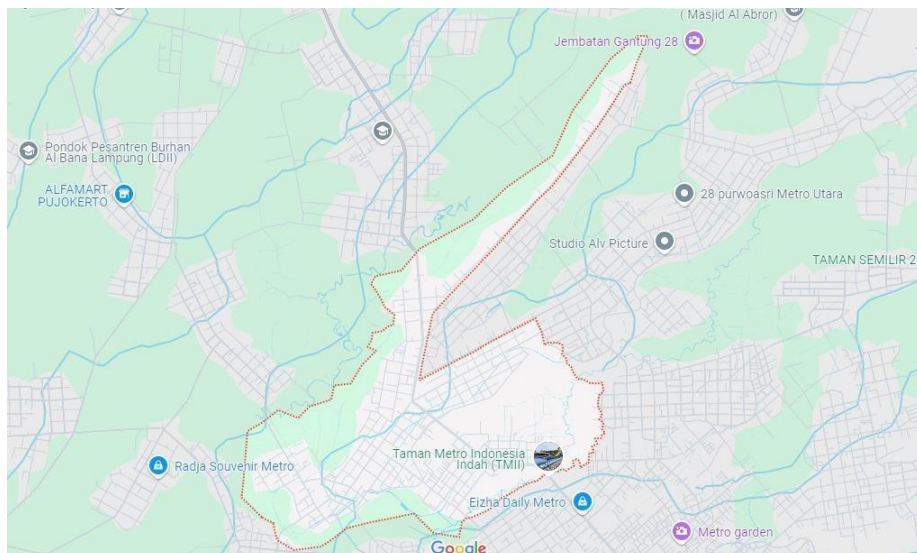 ( Masjid Al Abror)
Jembatan Gantung 28
Pondok Pesantren Burhan
Al Bana Lampung (LDII)
ALFAMART
PUJOKERTO
28 purwoasri Metro Utara
Studio Alv Picture
TAMAN SEMILIR 2
Taman Metro Indonesia
Indah (TMII)
Radja Souvenir Metro
Eizha Daily Metro
Metro garden
Google